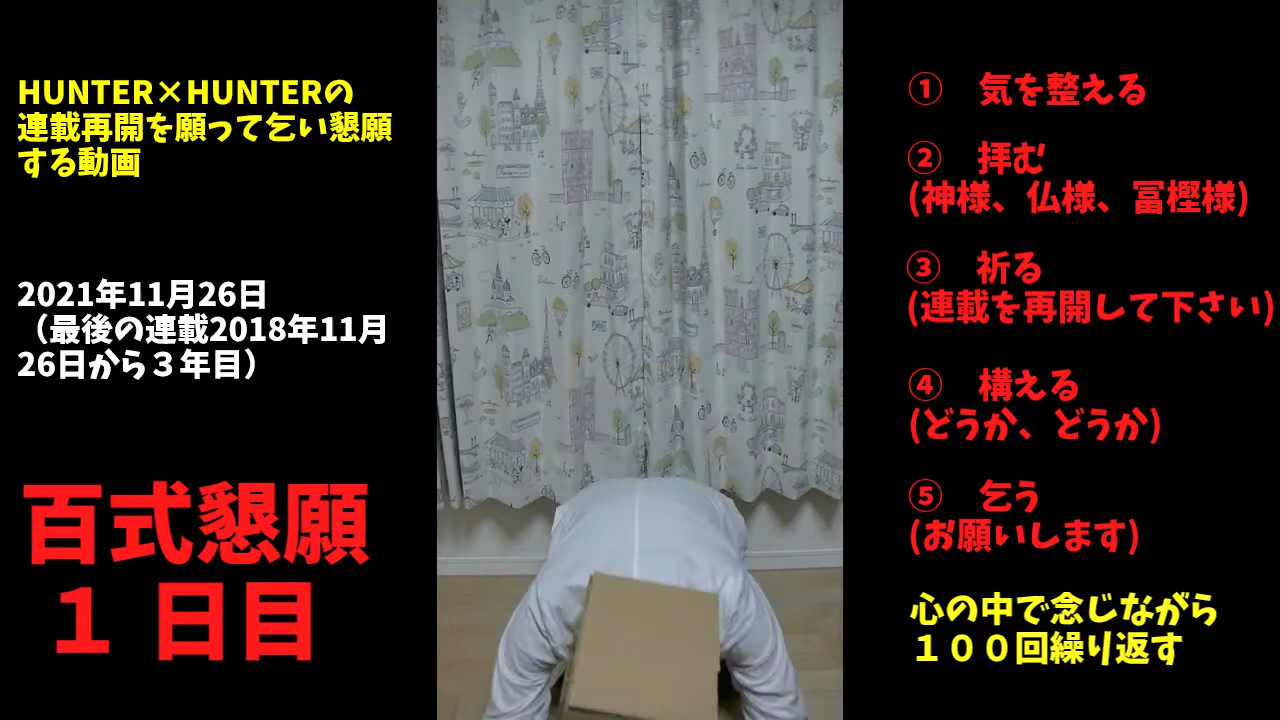 HUNTER×HUNTERの
連載再開を願って乞い懇願
する動画
2021年11月26日
（最後の連載2018年11月
26日から３年目）
百式懇願
１日目
①　気を整える
②　拝む
(神様、仏様、冨樫様)
③　祈る
(連載を再開して下さい)
④　構える
(どうか、どうか)
⑤　乞う
(お願いします)
心の中で念じながら
１００回繰り返す